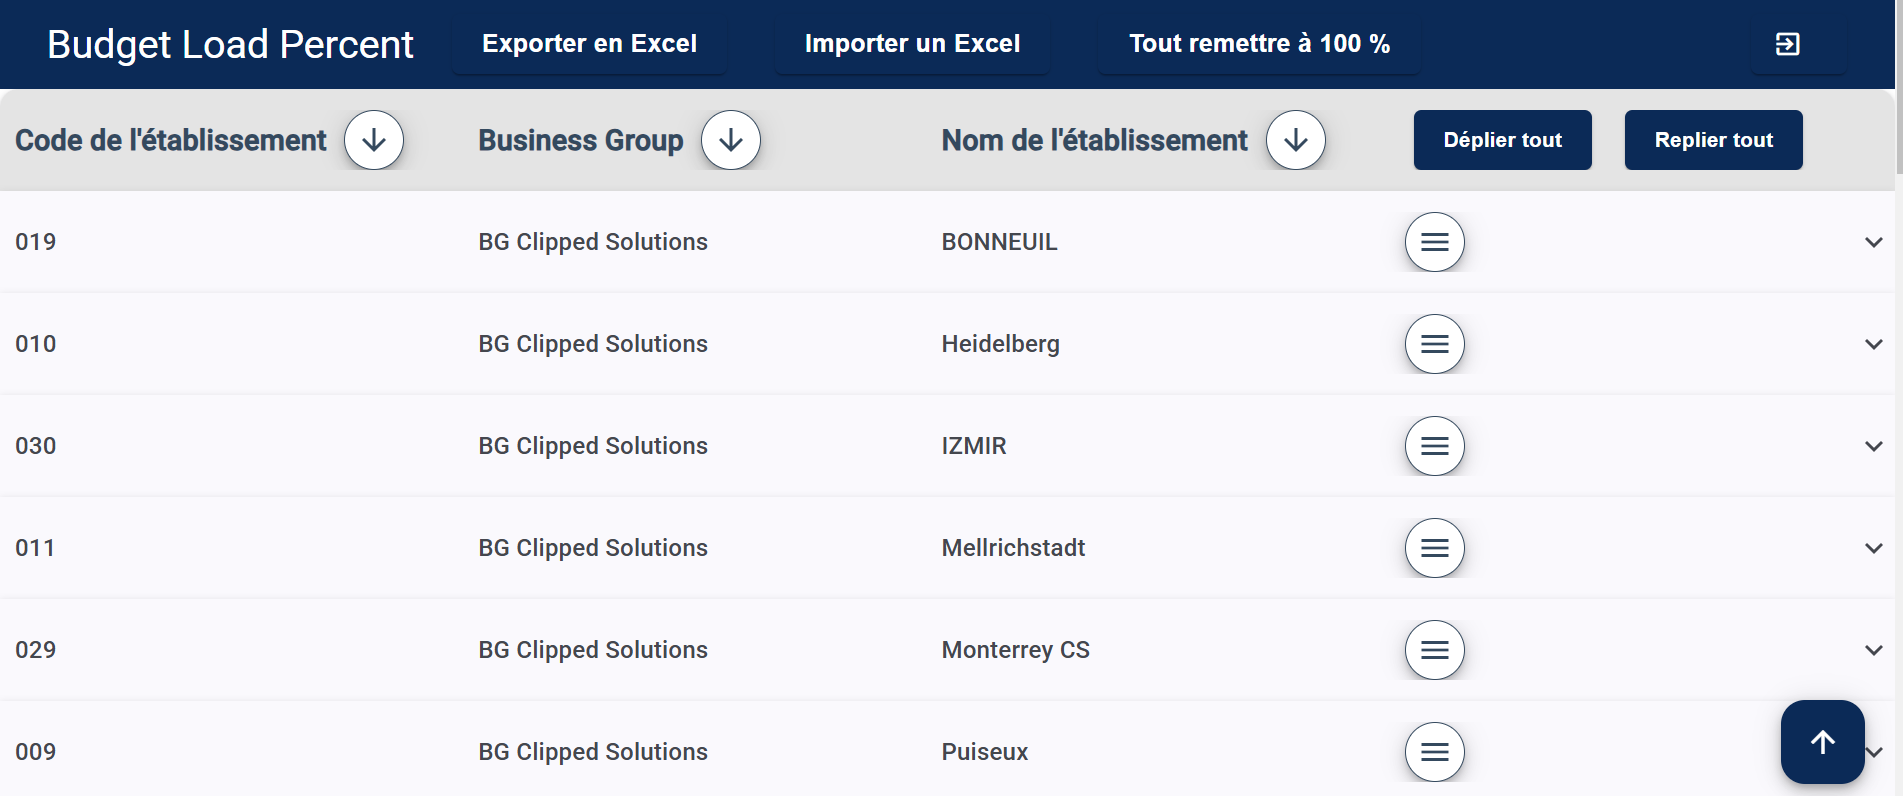 Budget Load Percent Exporter en Excel Importer un Excel Tout remettre à 100 %
Code de l'établissement Business Group Nom de l'établissement Déplier tout Replier tout
019 BG Clipped Solutions BONNEUIL
010 BG Clipped Solutions Heidelberg
030 BG Clipped Solutions IZMIR
011 BG Clipped Solutions Mellrichstadt
029 BG Clipped Solutions Monterrey CS
009 BG Clipped Solutions Puiseux